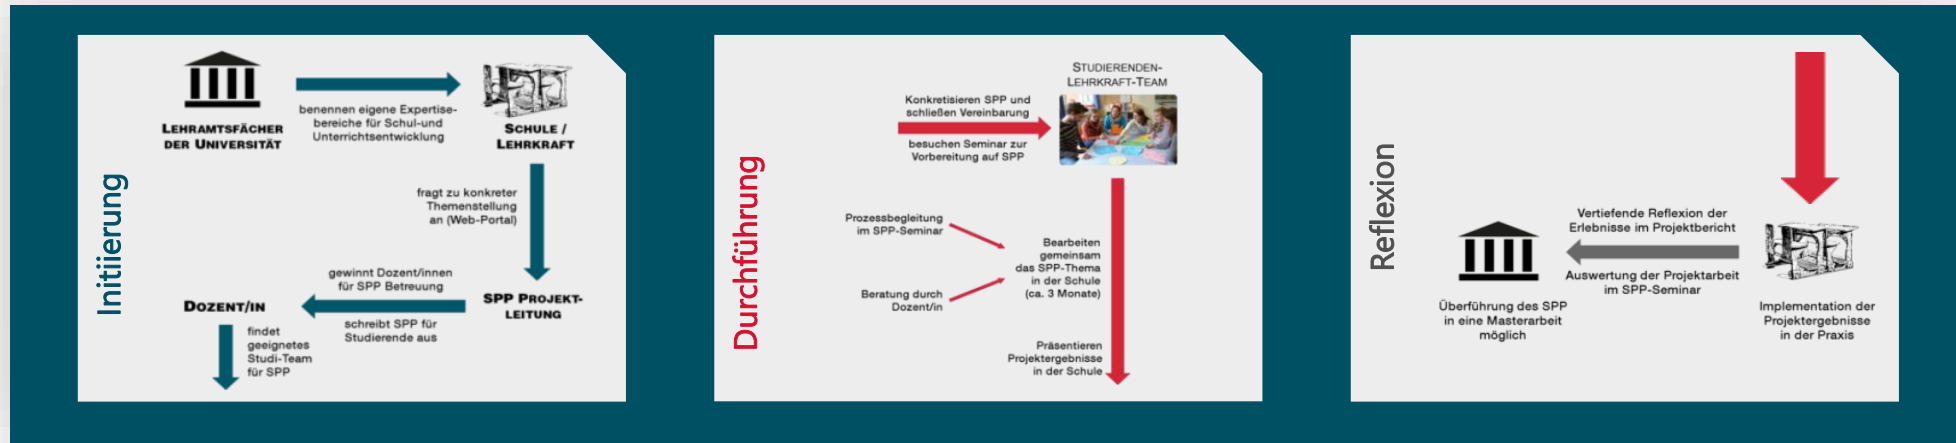 Initiierung
LEHRAMTSFÄCHER
DER UNIVERSITÄT
benennen eigene Expertise-
bereiche für Schul-und
Unterrichtsentwicklung
SCHULE /
LEHRKRAFT
fragt zu konkreter
Themenstellung
an (Web-Portal)
gewinnt Dozent/innen
für SPP Betreuung
SPP PROJEKT-
LEITUNG
DOZENT/IN
schreibt SPP für
Studierende aus
findet
geeignetes
Studi-Team
für SPP
Durchführung
STUDIERENDEN-
LEHRKRAFT-TEAM
Konkretisieren SPP und
schließen Vereinbarung
besuchen Seminar zur
Vorbereitung auf SPP
Prozessbegleitung
im SPP-Seminar
Bearbeiten
gemeinsam
das SPP-Thema
in der Schule
(ca. 3 Monate)
Beratung durch
Dozent/in
Präsentieren
Projektergebnisse
in der Schule
Reflexion
Vertiefende Reflexion der
Erlebnisse im Projektbericht
Auswertung der Projektarbeit
im SPP-Seminar
Überführung des SPP
in eine Masterarbeit
möglich
Implementation der
Projektergebnisse
in der Praxis